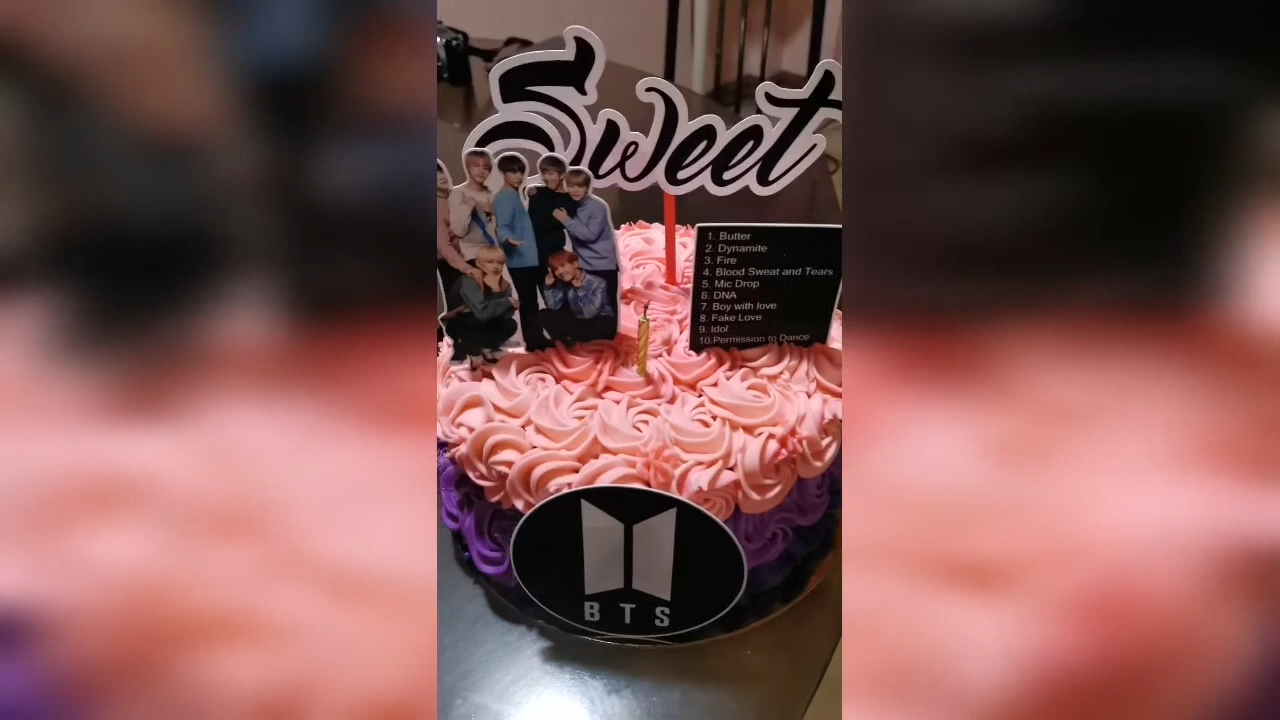 Sweet
1. Butter
2. Dynamite
3. Fire
4. Blood Sweat and Tears
5. Mic Drop
6. DNA
7. Boy with love
8. Fake Love
9. Idol
10.Permission to Dance
BTS